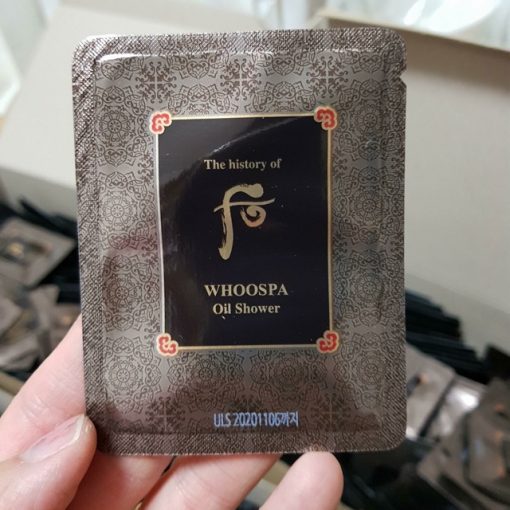 The history of
后
WHOOSPA
Oil Shower
ULS 20201106까지